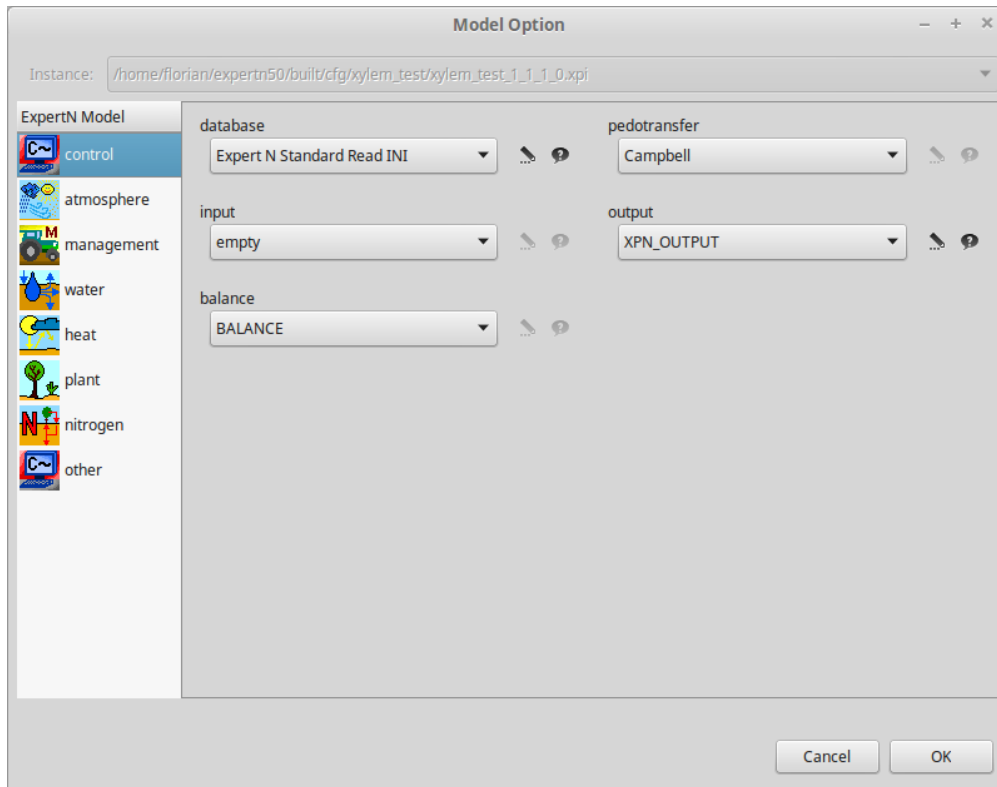 Model Option
Instance: /home/florian/expertn50/built/cfg/xylem_test/xylem_test_1_1_1_0.xpi
ExpertN Model
control
atmosphere
management
water
heat
plant
nitrogen
other
database
Expert N Standard Read INI
pedotransfer
Campbell
input
empty
output
XPN_OUTPUT
balance
BALANCE
Cancel
OK